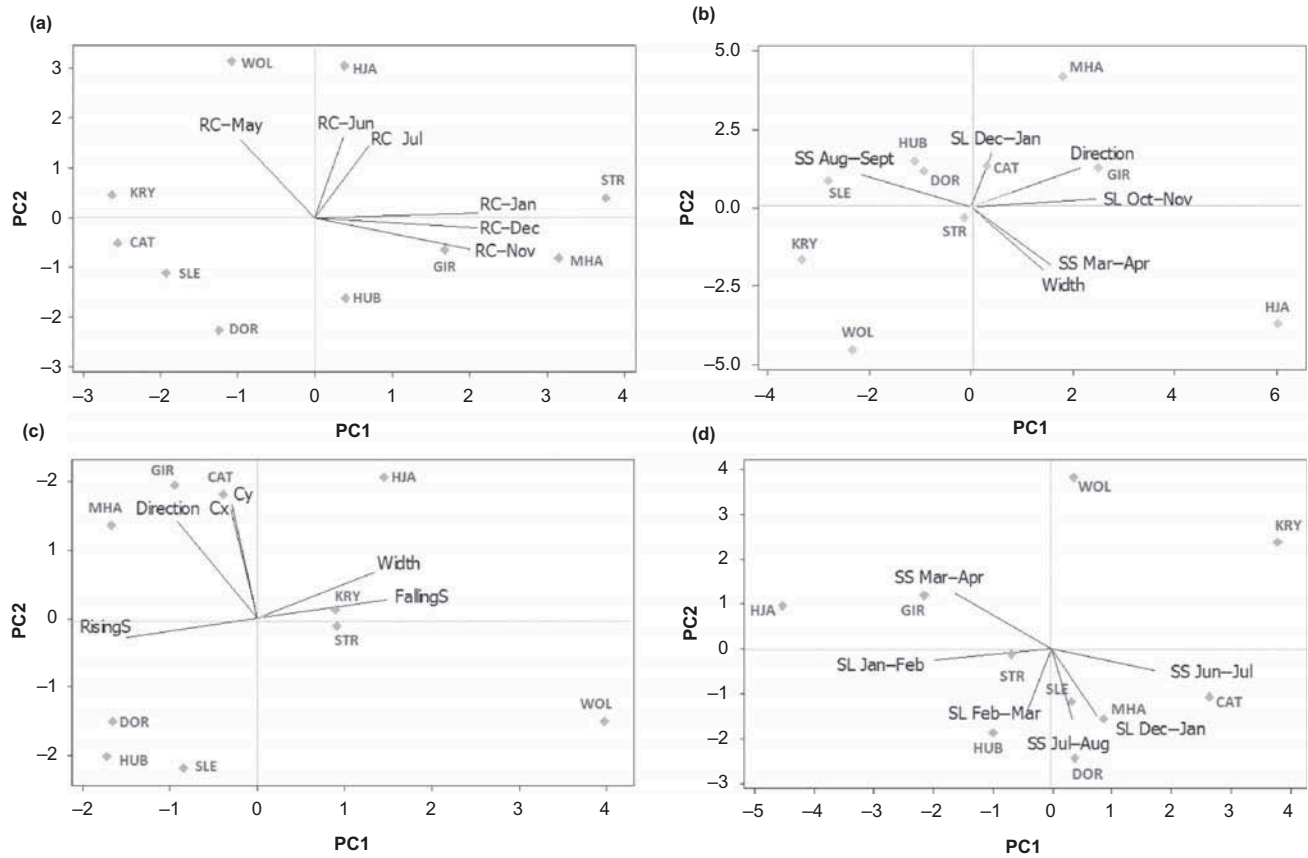 (a)
PC2
3
2
1
0
–1
–2
–3
WOL
HJA
RC–May
RC–Jun
RC Jul
KRY
STR
RC–Jan
RC–Dec
RC–Nov
CAT
SLE
GIR
MHA
HUB
DOR
–3 –2 –1 0 1 2 3 4
PC1
(b)
PC2
5.0
2.5
0.0
–2.5
–5.0
MHA
HUB
SL Dec–Jan
SS Aug–Sept
Direction
DOR
CAT
GIR
SLE
SL Oct–Nov
STR
KRY
SS Mar–Apr
Width
HJA
WOL
–4 –2 0 2 4 6
PC1
(c)
PC2
–2
1
0
–1
–2
GIR
CAT
HJA
Cy
MHA
Direction
Cx
Width
KRY
FallingS
RisingS
STR
DOR
WOL
HUB
SLE
–2 –1 0 1 2 3 4
PC1
(d)
PC2
4
3
2
1
0
–1
–2
–3
WOL
KRY
SS Mar–Apr
HJA
GIR
SL Jan–Feb
STR
SS Jun–Jul
SLE
CAT
SL Feb–Mar
MHA
SL Dec–Jan
HUB
SS Jul–Aug
DOR
–5 –4 –3 –2 –1 0 1 2 3 4
PC1